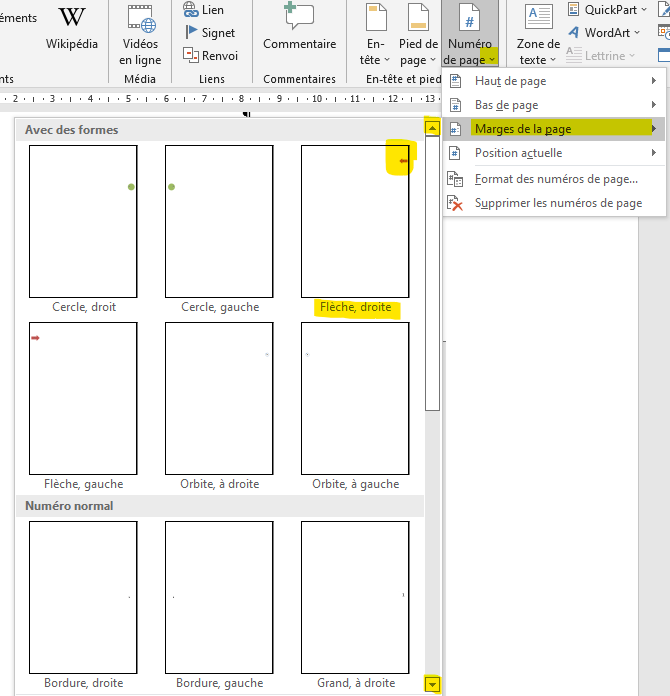 éments
Wikipédia
Vidéos
en ligne
Lien
Signet
Renvoi
Commentaire
En-
tête
Pied de
page
Numéro
de page
Zone de
texte
QuickPart
WordArt
Lettrine
nts
Média
Liens
Commentaires
En-tête et pied
Haut de page
Bas de page
Marges de la page
Position actuelle
Format des numéros de page...
Supprimer les numéros de page
2 3 4 5 6 7 8 9 10 11 12 13
Avec des formes
Cercle, droit
Cercle, gauche
Flèche, droite
Flèche, gauche
Orbite, à droite
Orbite, à gauche
Numéro normal
Bordure, droite
Bordure, gauche
Grand, à droite